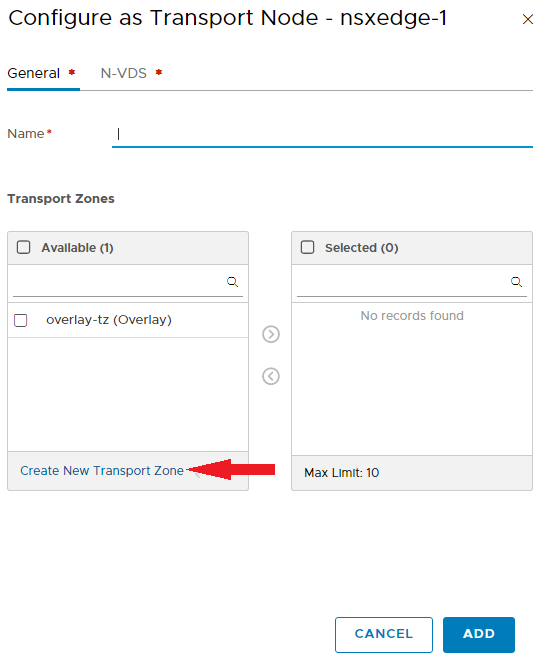 Configure as Transport Node - nsxedge-1
General * N-VDS *
Name*
Transport Zones
Available (1)
overlay-tz (Overlay)
Create New Transport Zone
Selected (0)
No records found
Max Limit: 10
CANCEL ADD